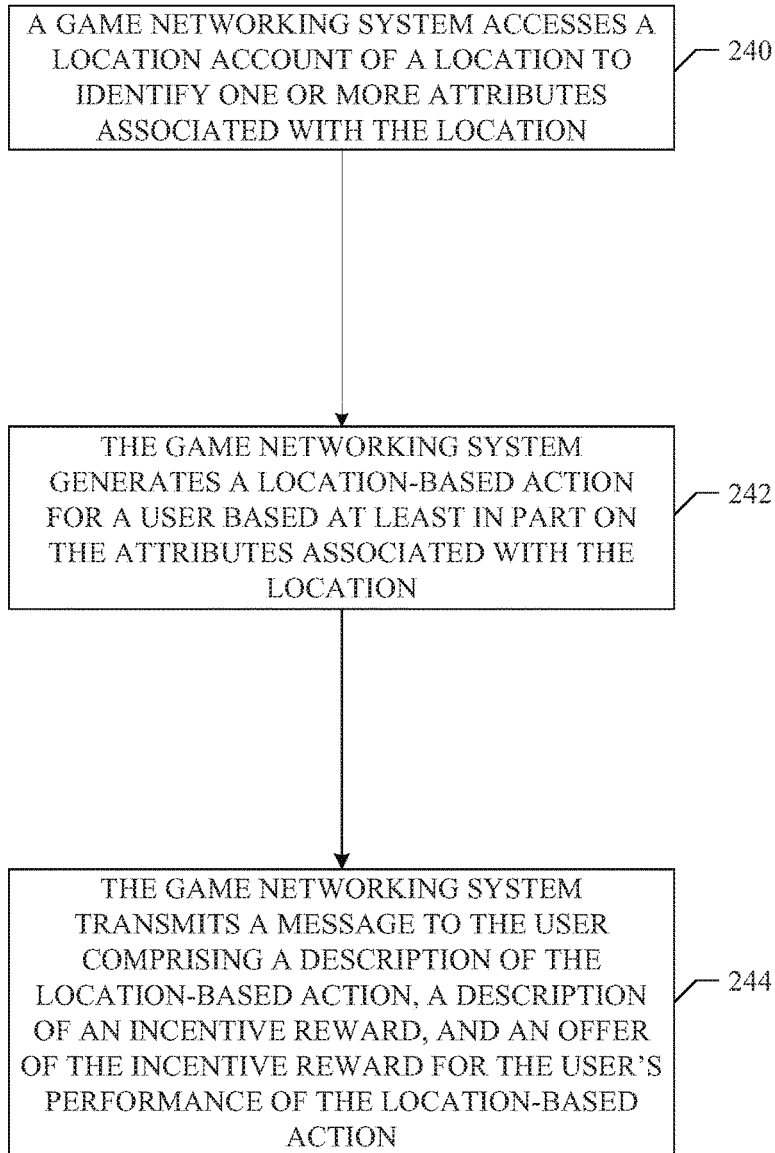 A GAME NETWORKING SYSTEM ACCESSES A
LOCATION ACCOUNT OF A LOCATION TO
IDENTIFY ONE OR MORE ATTRIBUTES
ASSOCIATED WITH THE LOCATION
240
THE GAME NETWORKING SYSTEM
GENERATES A LOCATION-BASED ACTION
FOR A USER BASED AT LEAST IN PART ON
THE ATTRIBUTES ASSOCIATED WITH THE
LOCATION
242
THE GAME NETWORKING SYSTEM
TRANSMITS A MESSAGE TO THE USER
COMPRISING A DESCRIPTION OF THE
LOCATION-BASED ACTION, A DESCRIPTION
OF AN INCENTIVE REWARD, AND AN OFFER
OF THE INCENTIVE REWARD FOR THE USER'S
PERFORMANCE OF THE LOCATION-BASED
ACTION
244